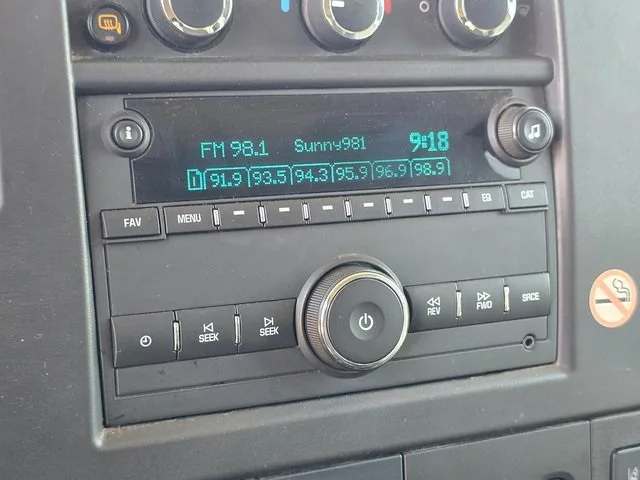 FM 98.1 Sunny981 9:18
1 91.9 93.5 94.3 95.9 96.9 98.9
FAV MENU EQ CAT
SEEK SEEK REV FWD SRCE